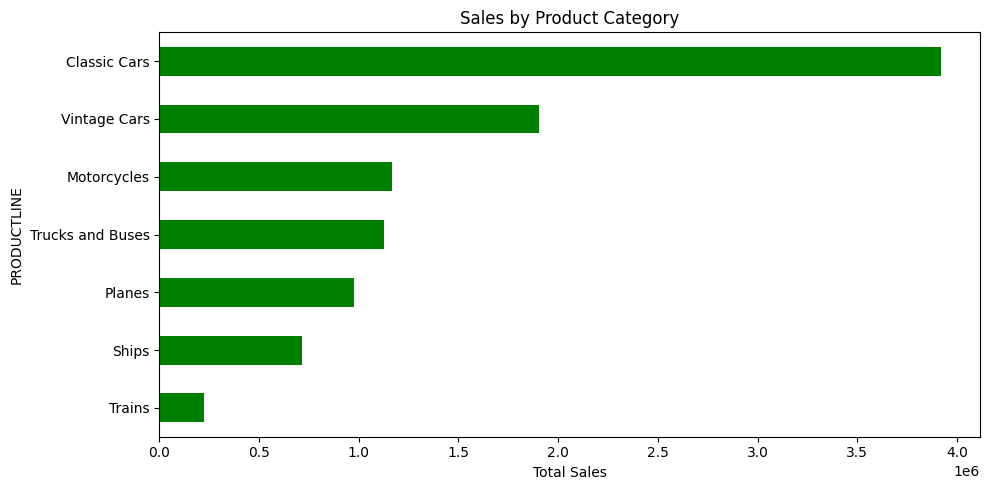 Sales by Product Category
PRODUCTLINE
Classic Cars
Vintage Cars
Motorcycles
Trucks and Buses
Planes
Ships
Trains
0.0 0.5 1.0 1.5 2.0 2.5 3.0 3.5 4.0
1e6
Total Sales